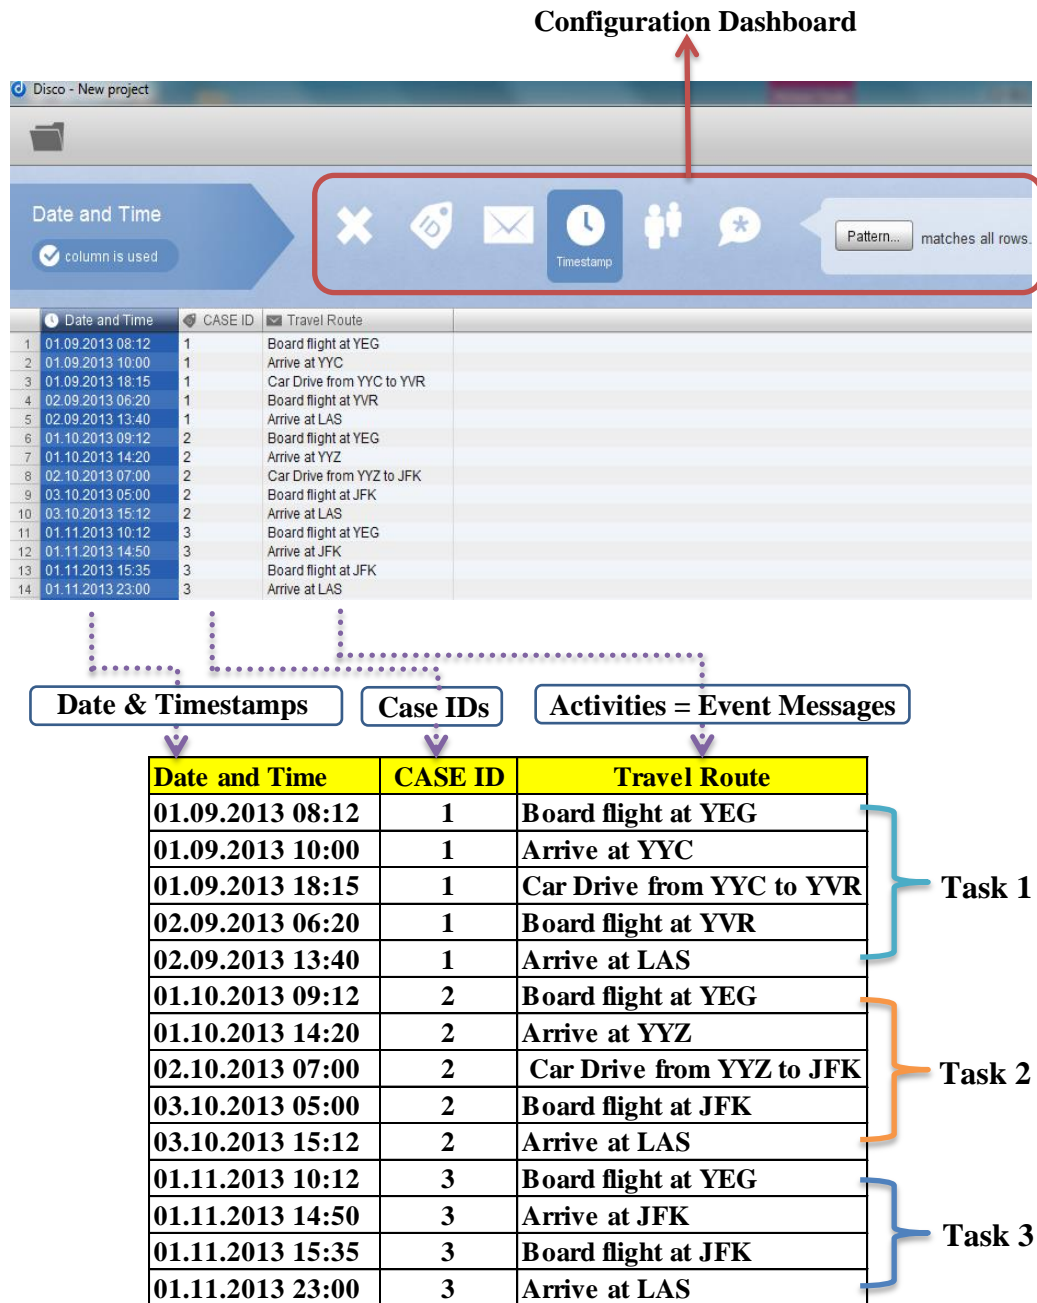 Configuration Dashboard
Disco - New project
Date and Time
column is used
ID
Timestamp
Pattern... matches all rows.
Date and Time CASE ID Travel Route
1 01.09.2013 08:12 1 Board flight at YEG
2 01.09.2013 10:00 1 Arrive at YYC
3 01.09.2013 18:15 1 Car Drive from YYC to YVR
4 02.09.2013 06:20 1 Board flight at YVR
5 02.09.2013 13:40 1 Arrive at LAS
6 01.10.2013 09:12 2 Board flight at YEG
7 01.10.2013 14:20 2 Arrive at YYZ
8 02.10.2013 07:00 2 Car Drive from YYZ to JFK
9 03.10.2013 05:00 2 Board flight at JFK
10 03.10.2013 15:12 2 Arrive at LAS
11 01.11.2013 10:12 3 Board flight at YEG
12 01.11.2013 14:50 3 Arrive at JFK
13 01.11.2013 15:35 3 Board flight at JFK
14 01.11.2013 23:00 3 Arrive at LAS
Date & Timestamps Case IDs Activities = Event Messages
Date and Time CASE ID Travel Route
01.09.2013 08:12 1 Board flight at YEG
01.09.2013 10:00 1 Arrive at YYC
01.09.2013 18:15 1 Car Drive from YYC to YVR Task 1
02.09.2013 06:20 1 Board flight at YVR
02.09.2013 13:40 1 Arrive at LAS
01.10.2013 09:12 2 Board flight at YEG
01.10.2013 14:20 2 Arrive at YYZ
02.10.2013 07:00 2 Car Drive from YYZ to JFK Task 2
03.10.2013 05:00 2 Board flight at JFK
03.10.2013 15:12 2 Arrive at LAS
01.11.2013 10:12 3 Board flight at YEG
01.11.2013 14:50 3 Arrive at JFK
Task 3
01.11.2013 15:35 3 Board flight at JFK
01.11.2013 23:00 3 Arrive at LAS